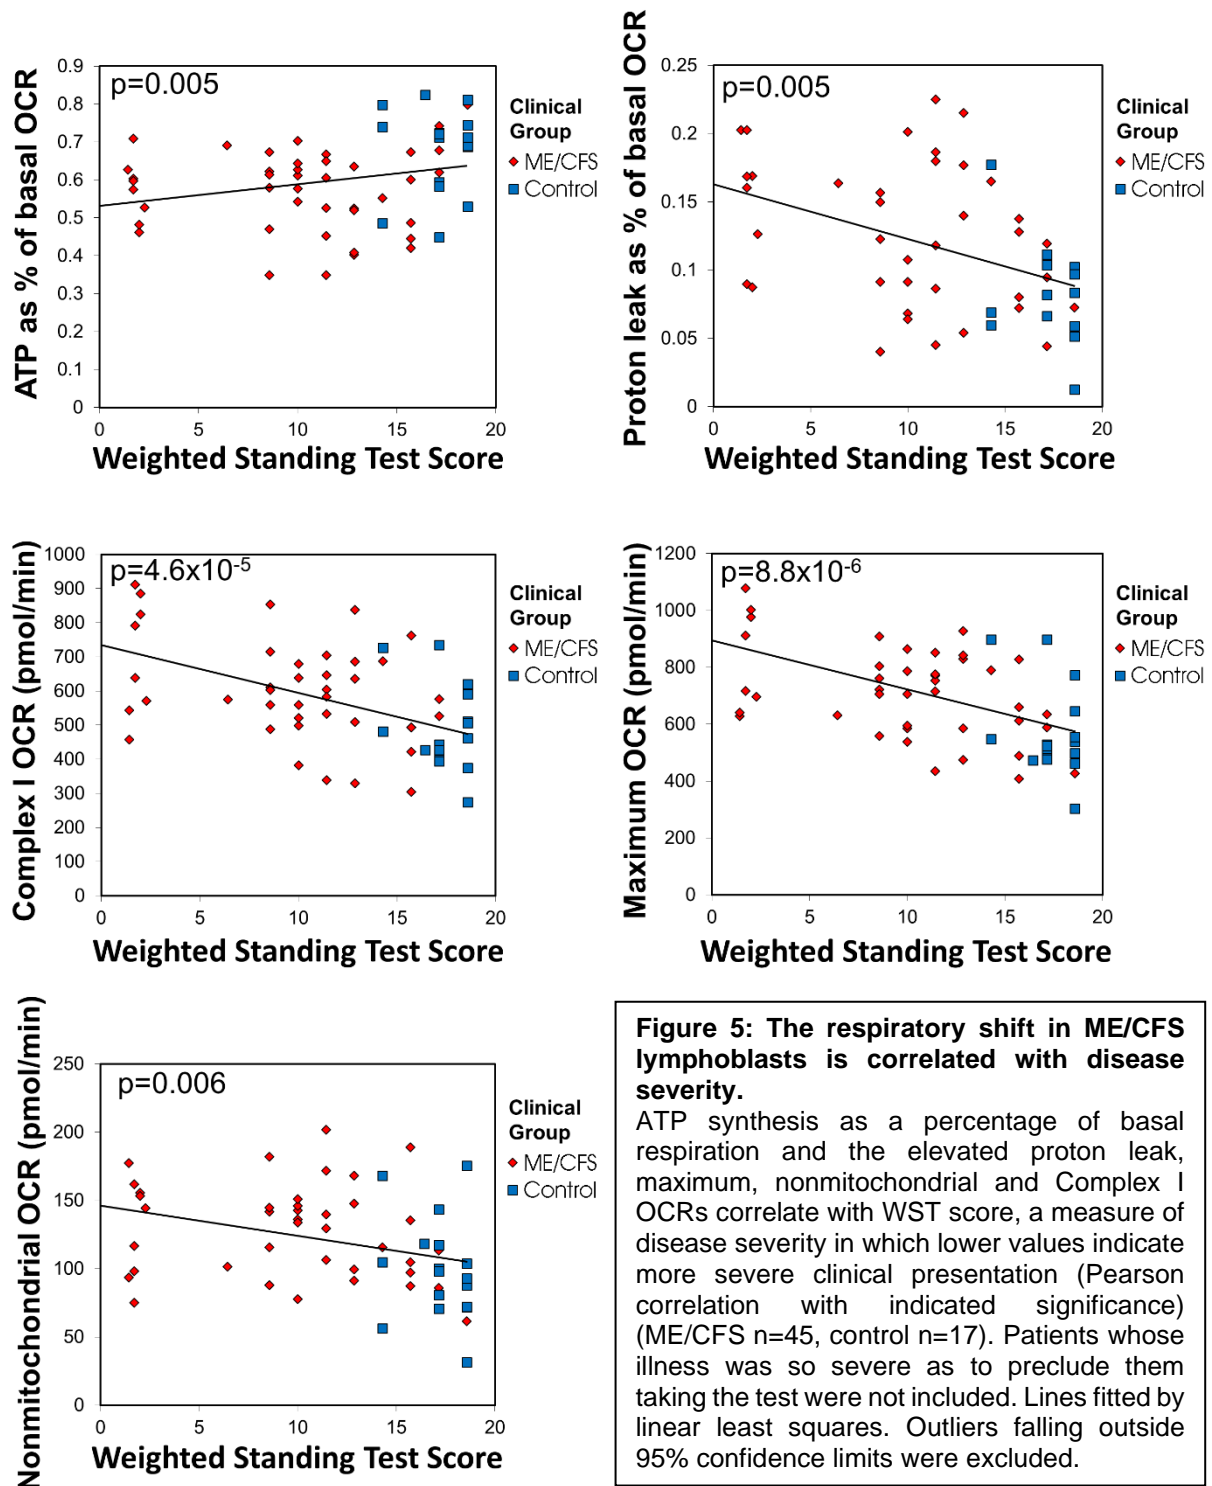 ATP as % of basal OCR
0.9
0.8
0.7
0.6
0.5
0.4
0.3
0.2
0.1
0
p=0.005
0 5 10 15 20
Weighted Standing Test Score
Clinical
Group
ME/CFS
Control
Proton leak as % of basal OCR
0.25
0.2
0.15
0.1
0.05
0
p=0.005
0 5 10 15 20
Weighted Standing Test Score
Clinical
Group
ME/CFS
Control
Complex I OCR (pmol/min)
1000
900
800
700
600
500
400
300
200
100
0
p=4.6x10⁻⁵
0 5 10 15 20
Weighted Standing Test Score
Clinical
Group
ME/CFS
Control
Maximum OCR (pmol/min)
1200
1000
800
600
400
200
0
p=8.8x10⁻⁶
0 5 10 15 20
Weighted Standing Test Score
Clinical
Group
ME/CFS
Control
Nonmitochondrial OCR (pmol/min)
250
200
150
100
50
0
p=0.006
0 5 10 15 20
Weighted Standing Test Score
Clinical
Group
ME/CFS
Control
Figure 5: The respiratory shift in ME/CFS
lymphoblasts is correlated with disease
severity.
ATP synthesis as a percentage of basal
respiration and the elevated proton leak,
maximum, nonmitochondrial and Complex I
OCRs correlate with WST score, a measure of
disease severity in which lower values indicate
more severe clinical presentation (Pearson
correlation with indicated significance)
(ME/CFS n=45, control n=17). Patients whose
illness was so severe as to preclude them
taking the test were not included. Lines fitted by
linear least squares. Outliers falling outside
95% confidence limits were excluded.